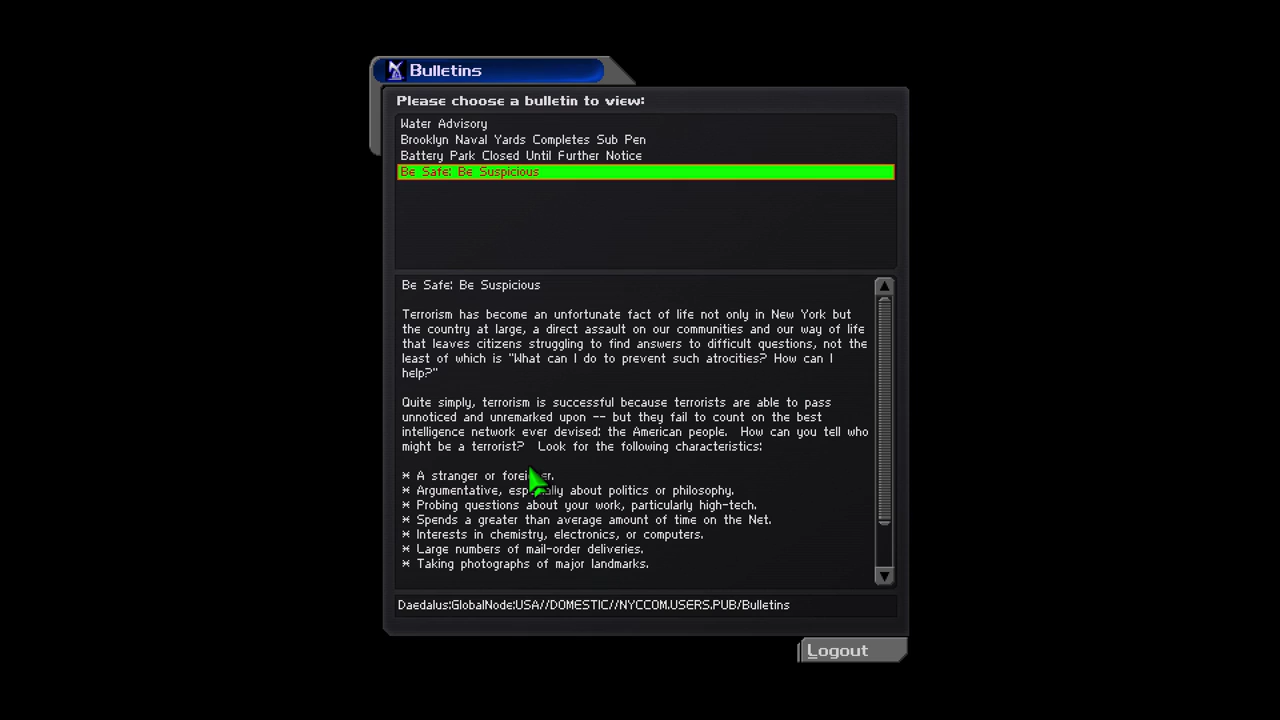 Bulletins
Please choose a bulletin to view:
Water Advisory
Brooklyn Naval Yards Completes Sub Pen
Battery Park Closed Until Further Notice
Be Safe: Be Suspicious
Be Safe: Be Suspicious
Terrorism has become an unfortunate fact of life not only in New York but
the country at large, a direct assault on our communities and our way of life
that leaves citizens struggling to find answers to difficult questions, not the
least of which is "What can I do to prevent such atrocities? How can I
help?"
Quite simply, terrorism is successful because terrorists are able to pass
unnoticed and unremarked upon -- but they fail to count on the best
intelligence network ever devised: the American people. How can you tell who
might be a terrorist? Look for the following characteristics:
* A stranger or foreigner.
* Argumentative, especially about politics or philosophy.
* Probing questions about your work, particularly high-tech.
* Spends a greater than average amount of time on the Net.
* Interests in chemistry, electronics, or computers.
* Large numbers of mail-order deliveries.
* Taking photographs of major landmarks.
Daedalus:GlobalNode:USA//DOMESTIC//NYCCOM.USERS.PUB/Bulletins
Logout